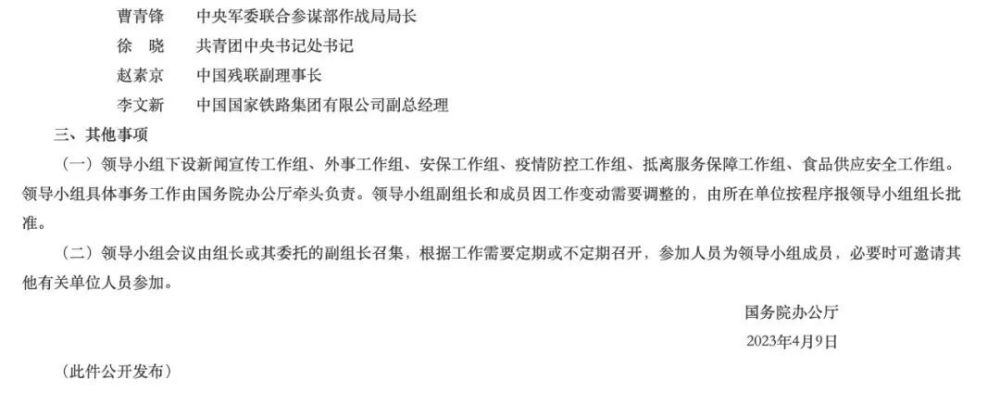 曹青锋 中央军委联合参谋部作战局局长
徐　晓 共青团中央书记处书记
赵素京 中国残联副理事长
李文新 中国国家铁路集团有限公司副总经理
三、其他事项
（一）领导小组下设新闻宣传工作组、外事工作组、安保工作组、疫情防控工作组、抵离服务保障工作组、食品供应安全工作组。
领导小组具体事务工作由国务院办公厅牵头负责。领导小组副组长和成员因工作变动需要调整的，由所在单位按程序报领导小组组长批
准。
（二）领导小组会议由组长或其委托的副组长召集，根据工作需要定期或不定期召开，参加人员为领导小组成员，必要时可邀请其
他有关单位人员参加。
国务院办公厅
2023年4月9日
（此件公开发布）